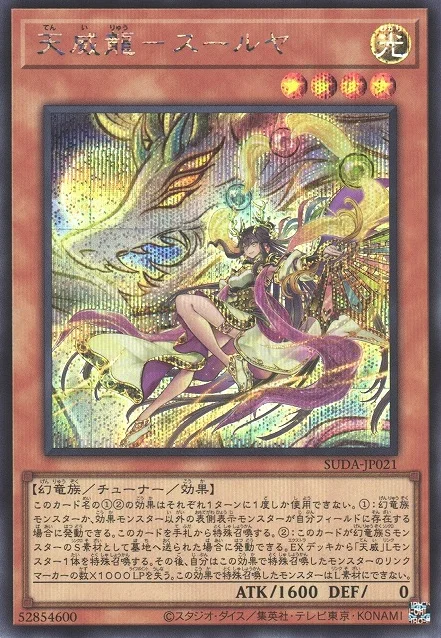 天威龍－スールヤ
光
SUDA-JP021
【幻竜族／チューナー／効果】
このカード名の①②の効果はそれぞれ1ターンに1度しか使用できない。①：幻竜族
モンスターか、効果モンスター以外の表側表示モンスターが自分フィールドに存在する
場合に発動できる。このカードを手札から特殊召喚する。②：このカードが幻竜族Sモン
スターのS素材として墓地へ送られた場合に発動できる。EXデッキから「天威」Lモン
スター1体を特殊召喚する。その後、自分はこの効果で特殊召喚したモンスターのリンク
マーカーの数×1000LPを失う。この効果で特殊召喚したモンスターはL素材にできない。
ATK/1600 DEF/ 0
52854600
©スタジオ・ダイス／集英社・テレビ東京・KONAMI